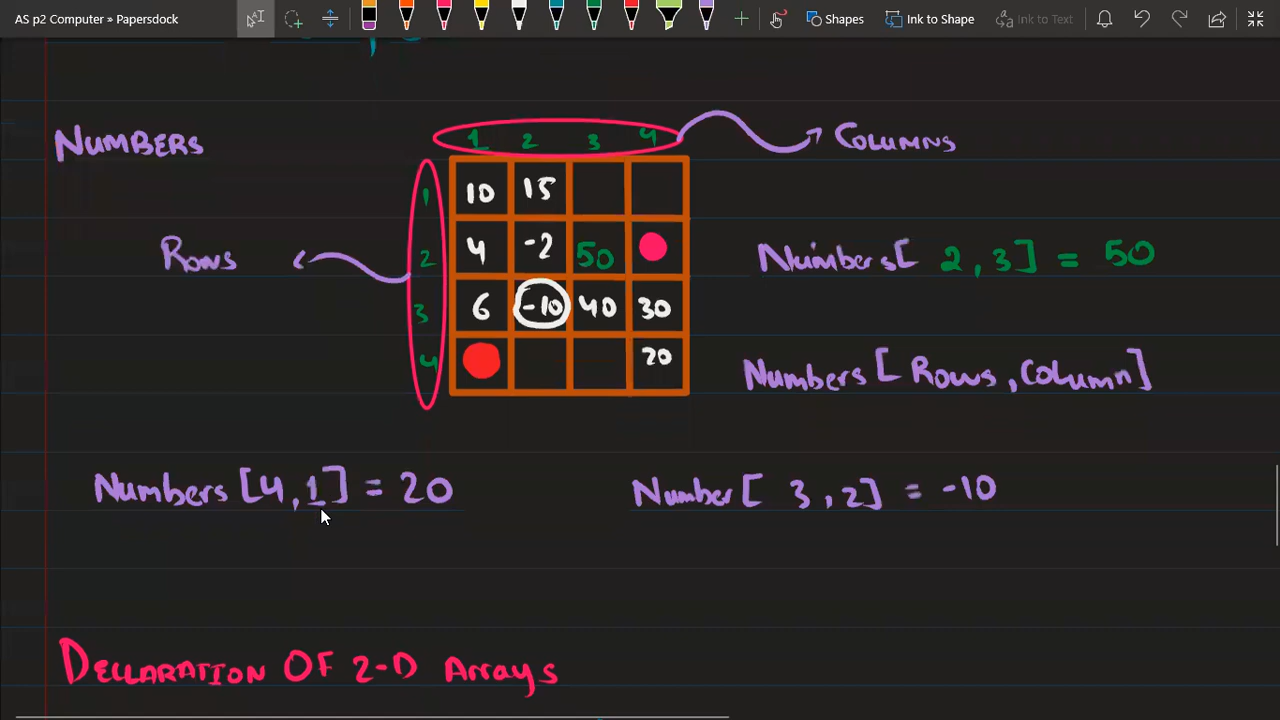 AS p2 Computer » Papersdock
Shapes
Ink to Shape
Ink to Text
NUMBERS
1 2 3 4
COLUMNS
1 10 15
Rows
2 4 -2 50
Numbers[ 2,3] = 50
3 6 -10 40 30
4 20
Numbers[ Rows, Column]
Numbers [4,1] = 20
Number[ 3,2] = -10
DECLARATION OF 2-D Arrays